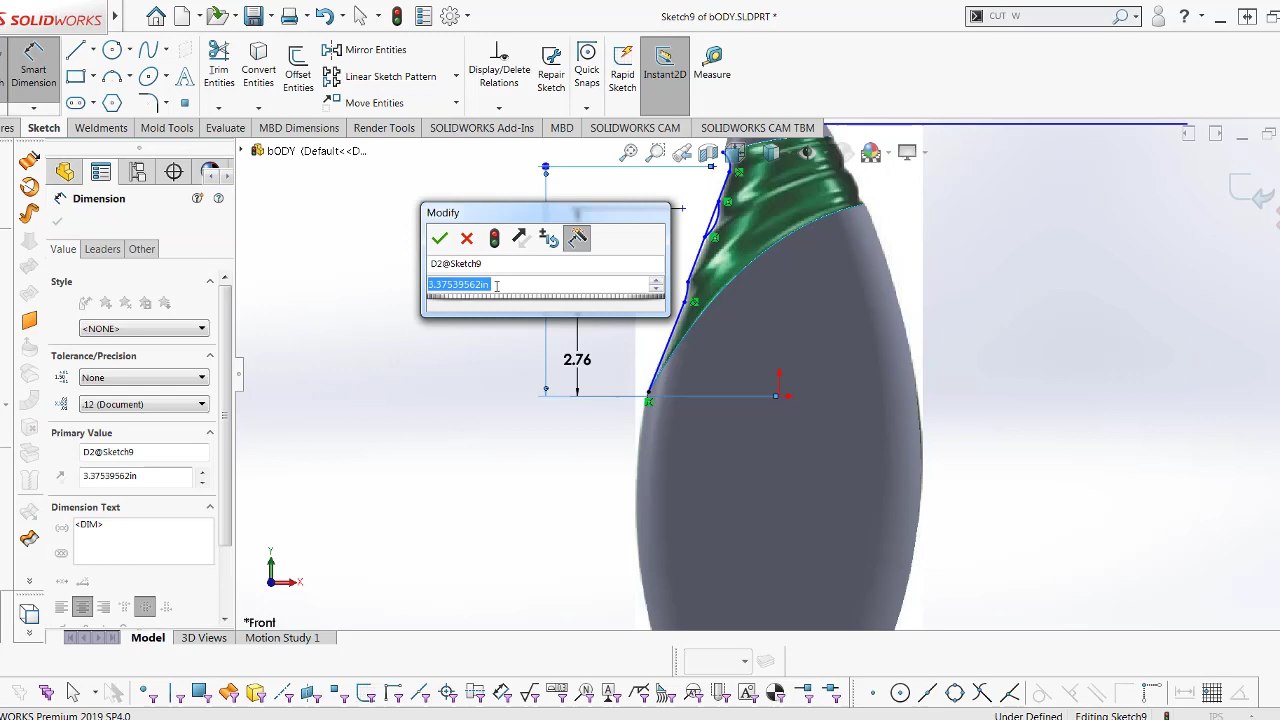 SOLIDWORKS
Sketch9 of bODY.SLDPRT *
CUT W
Smart
Dimension
Trim
Entities
Convert
Entities
Offset
Entities
Mirror Entities
Linear Sketch Pattern
Move Entities
Display/Delete
Relations
Repair
Sketch
Quick
Snaps
Rapid
Sketch
Instant2D
Measure
res
Sketch
Weldments
Mold Tools
Evaluate
MBD Dimensions
Render Tools
SOLIDWORKS Add-Ins
MBD
SOLIDWORKS CAM
SOLIDWORKS CAM TBM
bODY (Default<<D...
Dimension
Value
Leaders
Other
Style
<NONE>
Tolerance/Precision
None
.12 (Document)
Primary Value
D2@Sketch9
3.37539562in
Dimension Text
<DIM>
Modify
D2@Sketch9
3.37539562in
2.76
Y
X
*Front
Model
3D Views
Motion Study 1
WORKS Premium 2019 SP4.0
Under Defined
Editing Sketch9
IPS